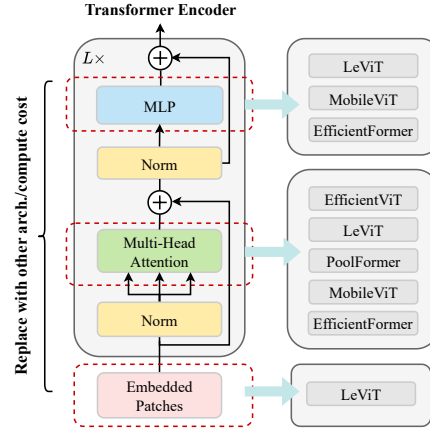 Transformer Encoder
L×
MLP
Norm
Multi-Head
Attention
Norm
Embedded
Patches
Replace with other arch./compute cost
LeViT
MobileViT
EfficientFormer
EfficientViT
LeViT
PoolFormer
MobileViT
EfficientFormer
LeViT